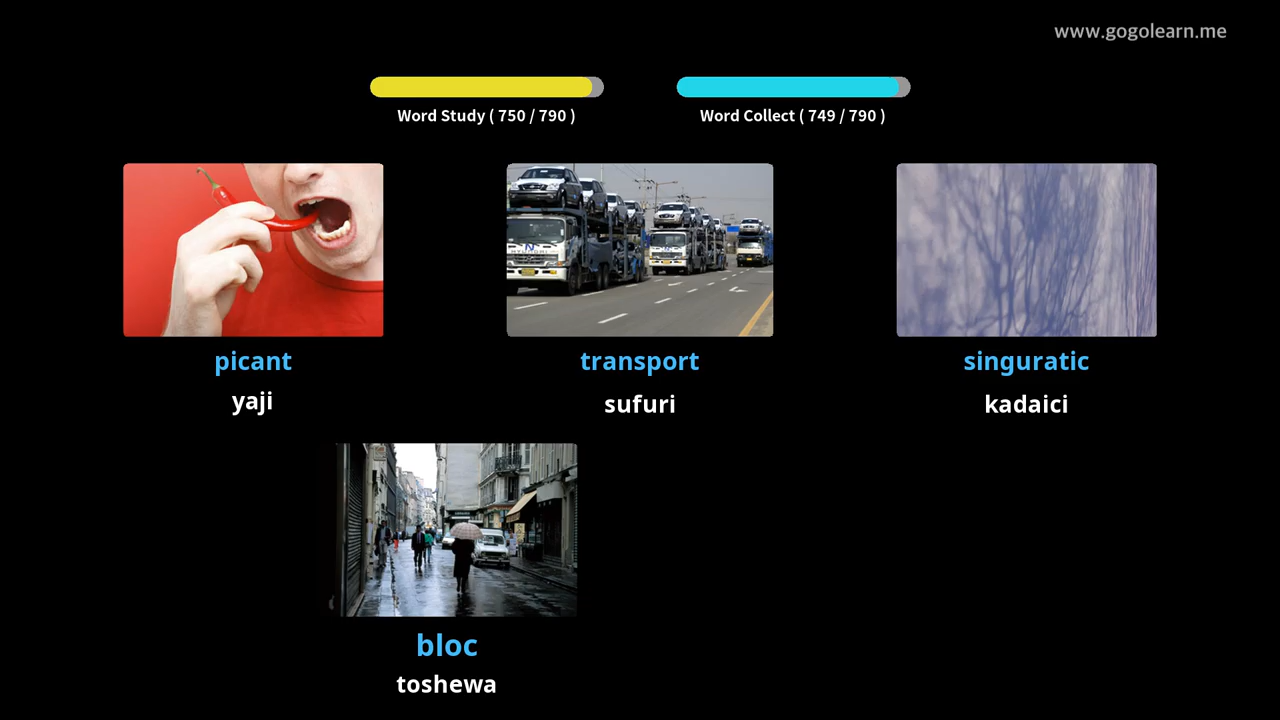 www.gogolearn.me
Word Study ( 750 / 790 )
Word Collect ( 749 / 790 )
picant
transport
singuratic
yaji
sufuri
kadaici
bloc
toshewa